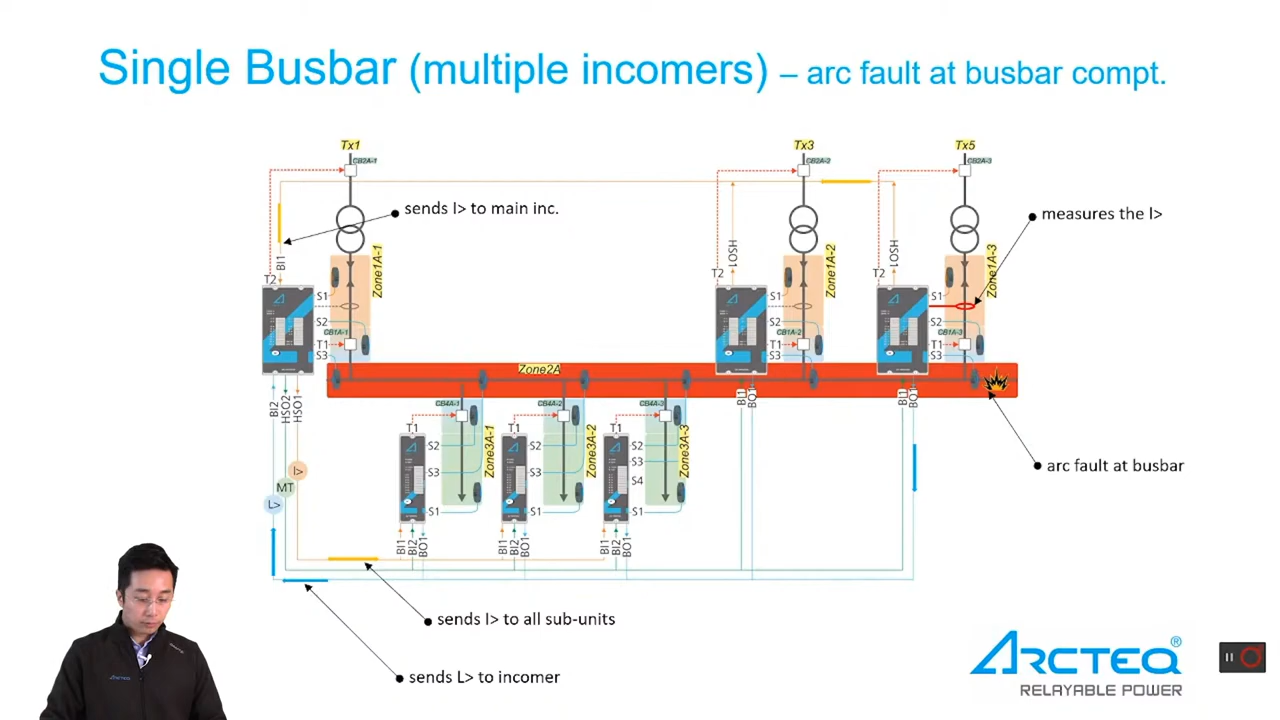 Single Busbar (multiple incomers) – arc fault at busbar compt.
Tx1
Tx3
Tx5
CB2A-1
CB2A-2
CB2A-3
sends I> to main inc.
measures the I>
BI1
HSO1
HSO1
Zone1A-1
Zone1A-2
Zone1A-3
T2
T2
T2
S1
S1
S2
S2
CB1A-1
CB1A-2
CB1A-3
T1
T1
T1
S3
S3
S3
S1
S2
Zone2A
BI2
HSO2
HSO1
BI1
BO1
BI1
BO1
CB4A-1
CB4A-2
CB4A-3
T1
T1
T1
S2
S2
S2
S3
S3
S3
S4
S1
S1
S1
Zone3A-1
Zone3A-2
Zone3A-3
I>
MT
L>
arc fault at busbar
BI1
BI2
BO1
BI1
BI2
BO1
BI1
BI2
BO1
sends I> to all sub-units
sends L> to incomer
ARCTEQ
ARCTEQ®
RELAYABLE POWER